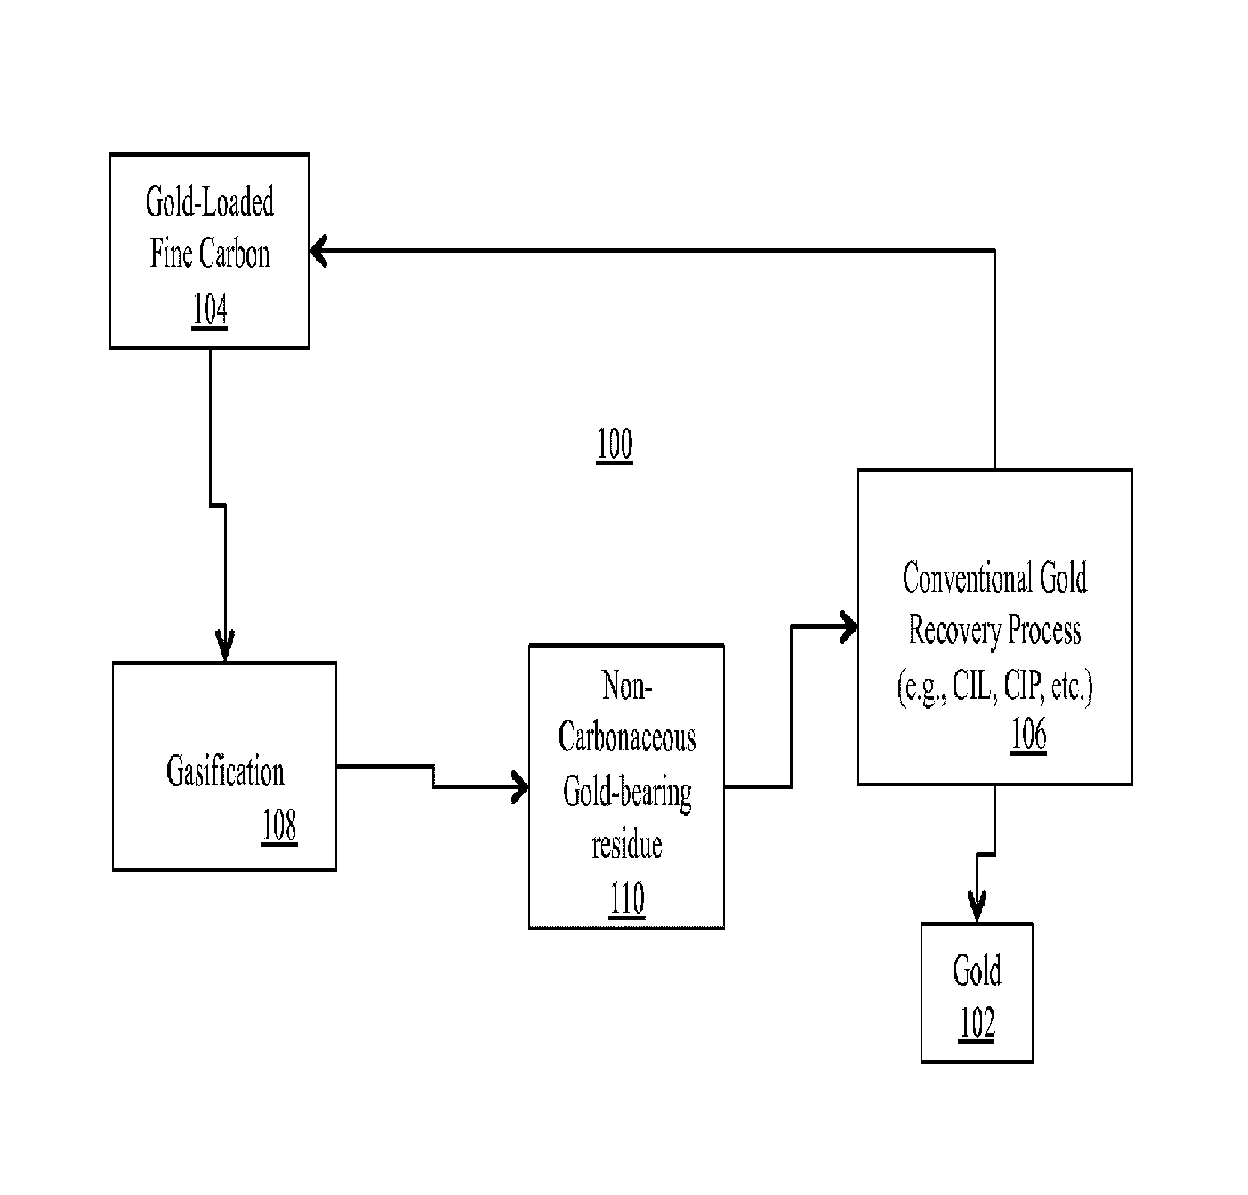 Gold-Loaded
Fine Carbon
104
100
Conventional Gold
Recovery Process
(e.g., CIL, CIP, etc.)
106
Gasification
108
Non-
Carbonaceous
Gold-bearing
residue
110
Gold
102